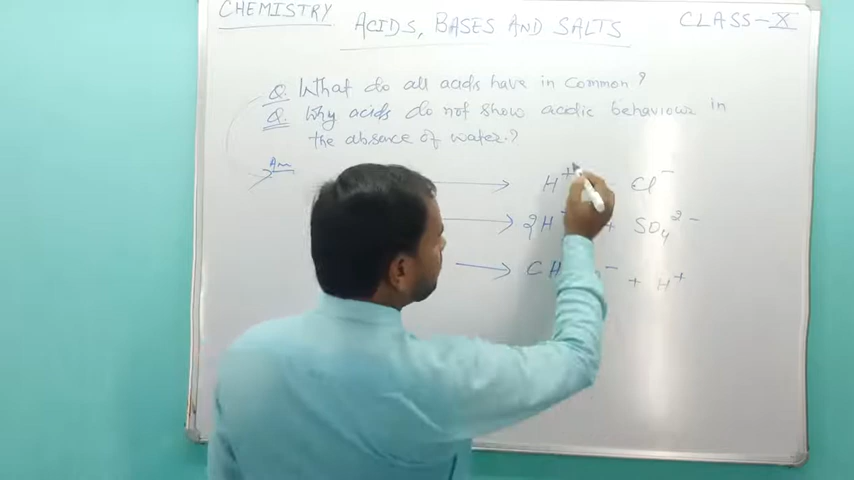 CHEMISTRY
ACIDS, BASES AND SALTS
CLASS-X
Q. What do all acids have in common?
Q. Why acids do not show acidic behaviour in
the absence of water.?
Ans
→ H+ Cl-
→ 2H + SO4 2-
→ CH - + H+